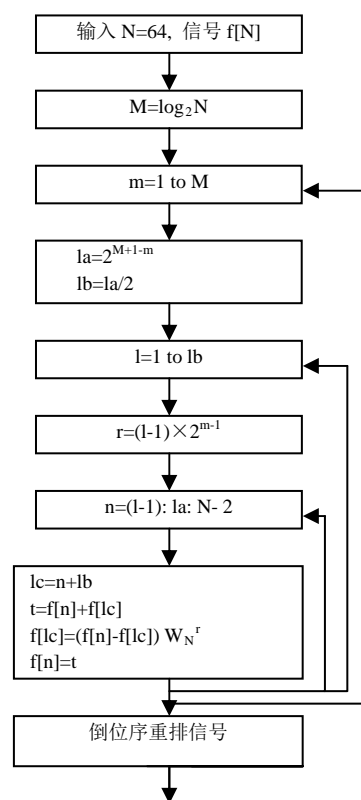 输入 N=64, 信号 f[N]
M=log₂N
m=1 to M
la=2^{M+1-m}
lb=la/2
l=1 to lb
r=(l-1)×2^{m-1}
n=(l-1): la: N- 2
lc=n+lb
t=f[n]+f[lc]
f[lc]=(f[n]-f[lc]) W_N^r
f[n]=t
倒位序重排信号